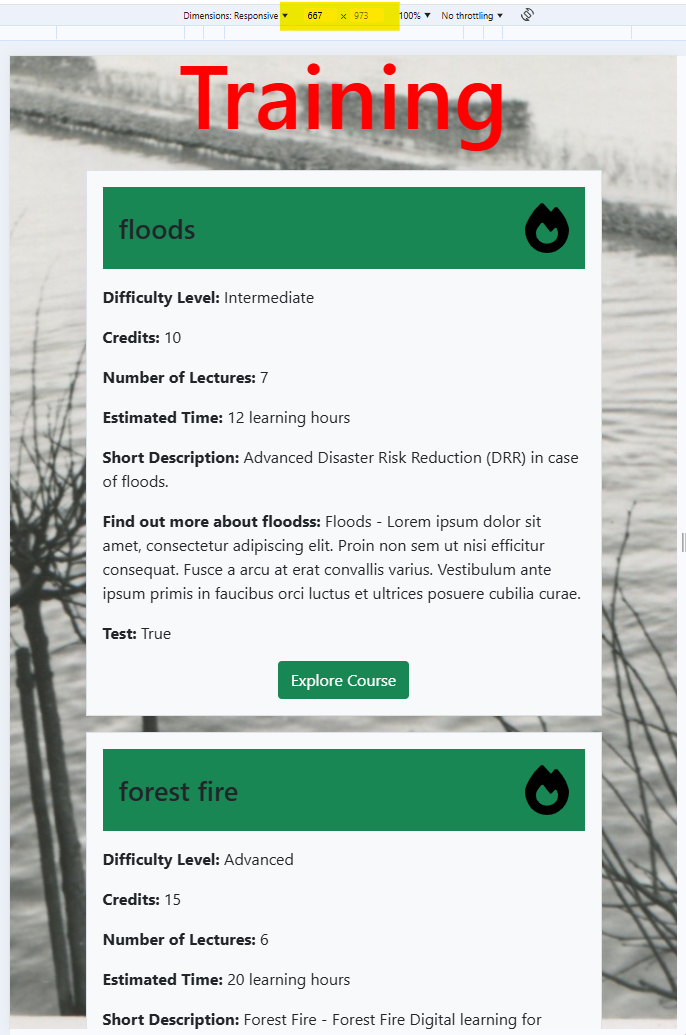 Dimensions: Responsive ▼ 667 × 973 100% ▼ No throttling ▼
Training
floods
Difficulty Level: Intermediate
Credits: 10
Number of Lectures: 7
Estimated Time: 12 learning hours
Short Description: Advanced Disaster Risk Reduction (DRR) in case
of floods.
Find out more about floodss: Floods - Lorem ipsum dolor sit
amet, consectetur adipiscing elit. Proin non sem ut nisi efficitur
consequat. Fusce a arcu at erat convallis varius. Vestibulum ante
ipsum primis in faucibus orci luctus et ultrices posuere cubilia curae.
Test: True
Explore Course
forest fire
Difficulty Level: Advanced
Credits: 15
Number of Lectures: 6
Estimated Time: 20 learning hours
Short Description: Forest Fire - Forest Fire Digital learning for